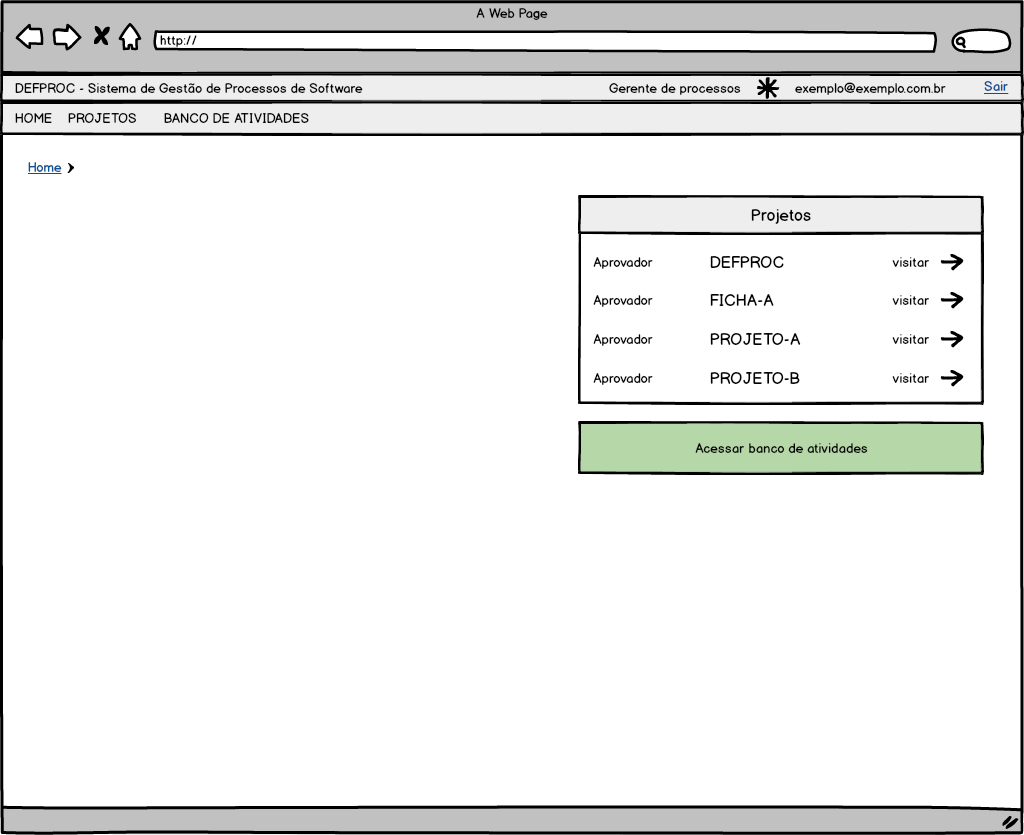 A Web Page
http://
DEFPROC - Sistema de Gestão de Processos de Software Gerente de processos exemplo@exemplo.com.br Sair
HOME PROJETOS BANCO DE ATIVIDADES
Home
Projetos
Aprovador DEFPROC visitar
Aprovador FICHA-A visitar
Aprovador PROJETO-A visitar
Aprovador PROJETO-B visitar
Acessar banco de atividades